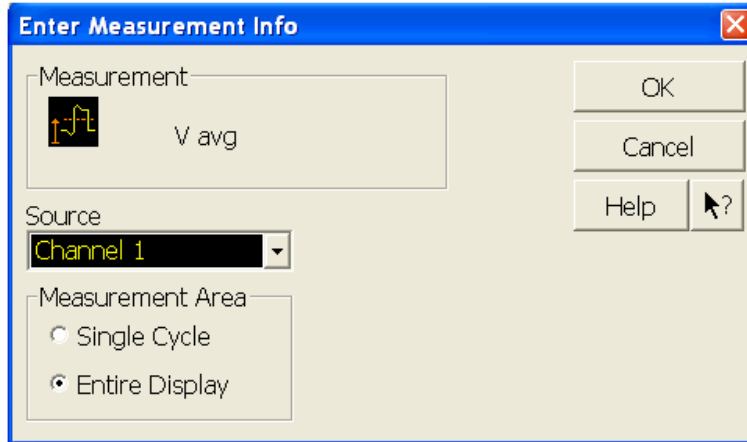 Enter Measurement Info
Measurement
V avg
OK
Cancel
Help
?
Source
Channel 1
Measurement Area
Single Cycle
Entire Display